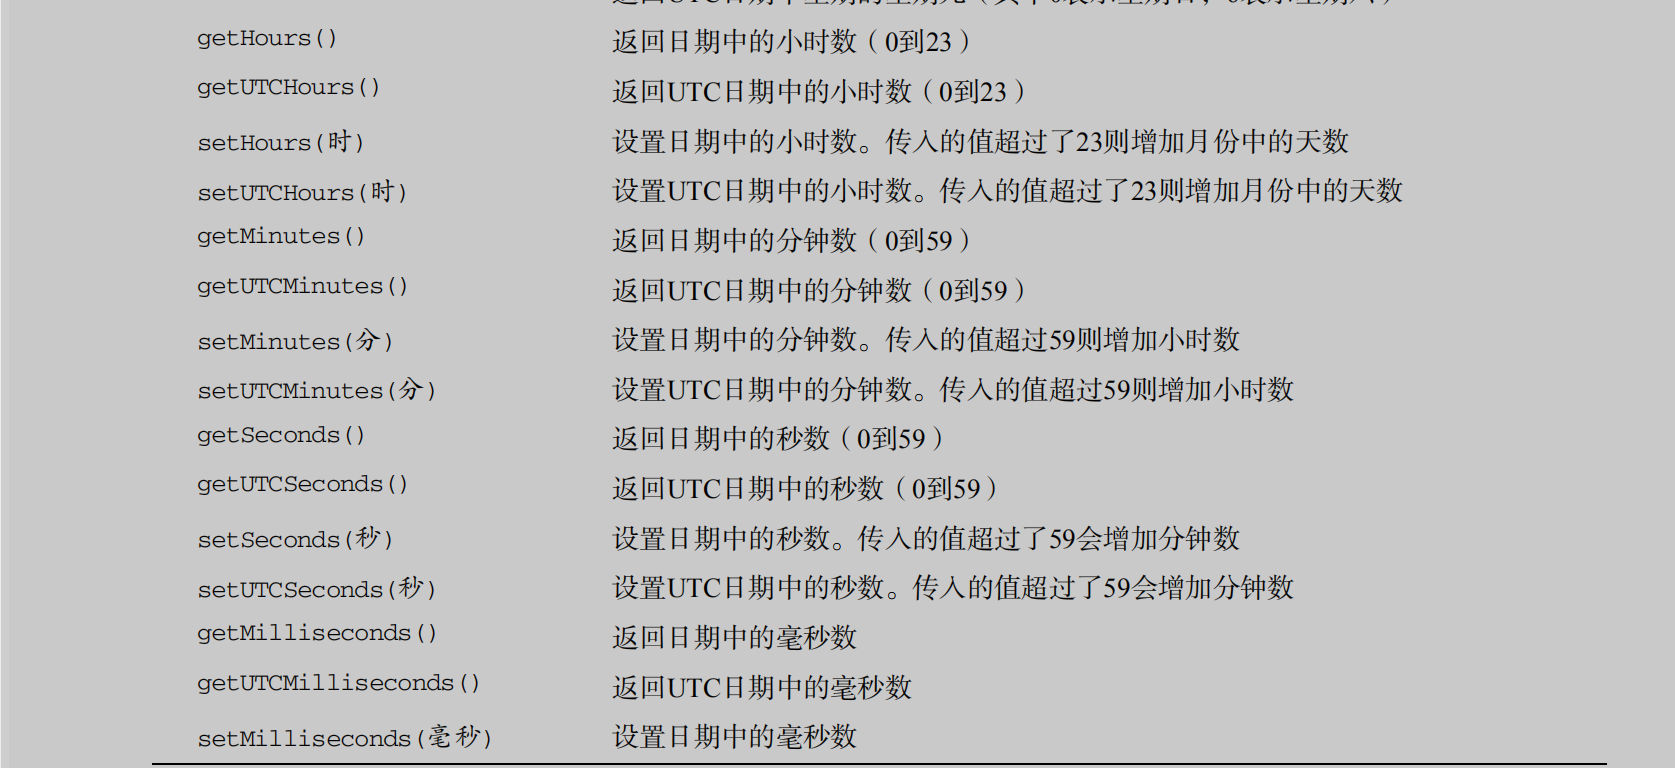 getHours() 返回日期中的小时数（0到23）
getUTCHours() 返回UTC日期中的小时数（0到23）
setHours(时) 设置日期中的小时数。传入的值超过了23则增加月份中的天数
setUTCHours(时) 设置UTC日期中的小时数。传入的值超过了23则增加月份中的天数
getMinutes() 返回日期中的分钟数（0到59）
getUTCMinutes() 返回UTC日期中的分钟数（0到59）
setMinutes(分) 设置日期中的分钟数。传入的值超过59则增加小时数
setUTCMinutes(分) 设置UTC日期中的分钟数。传入的值超过59则增加小时数
getSeconds() 返回日期中的秒数（0到59）
getUTCSeconds() 返回UTC日期中的秒数（0到59）
setSeconds(秒) 设置日期中的秒数。传入的值超过了59会增加分钟数
setUTCSeconds(秒) 设置UTC日期中的秒数。传入的值超过了59会增加分钟数
getMilliseconds() 返回日期中的毫秒数
getUTCMilliseconds() 返回UTC日期中的毫秒数
setMilliseconds(毫秒) 设置日期中的毫秒数